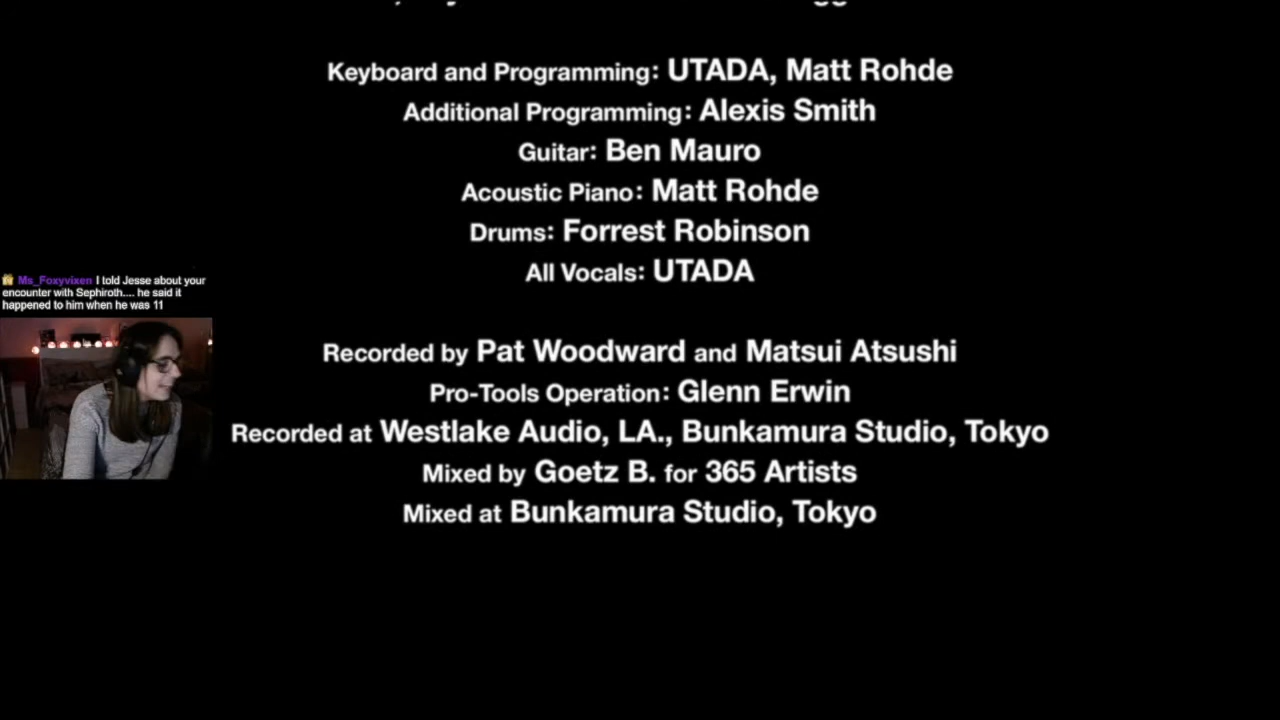 Keyboard and Programming: UTADA, Matt Rohde
Additional Programming: Alexis Smith
Guitar: Ben Mauro
Acoustic Piano: Matt Rohde
Drums: Forrest Robinson
All Vocals: UTADA
Ms_Foxyvixen I told Jesse about your
encounter with Sephiroth.... he said it
happened to him when he was 11
Recorded by Pat Woodward and Matsui Atsushi
Pro-Tools Operation: Glenn Erwin
Recorded at Westlake Audio, LA., Bunkamura Studio, Tokyo
Mixed by Goetz B. for 365 Artists
Mixed at Bunkamura Studio, Tokyo